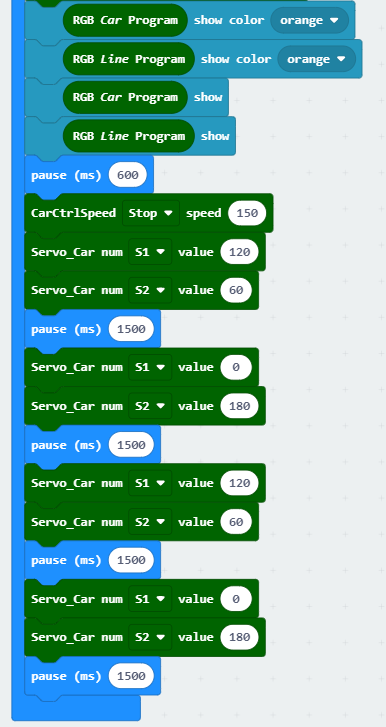 RGB Car Program show color orange
RGB Line Program show color orange
RGB Car Program show
RGB Line Program show
pause (ms) 600
CarCtrlSpeed Stop speed 150
Servo_Car num S1 value 120
Servo_Car num S2 value 60
pause (ms) 1500
Servo_Car num S1 value 0
Servo_Car num S2 value 180
pause (ms) 1500
Servo_Car num S1 value 120
Servo_Car num S2 value 60
pause (ms) 1500
Servo_Car num S1 value 0
Servo_Car num S2 value 180
pause (ms) 1500